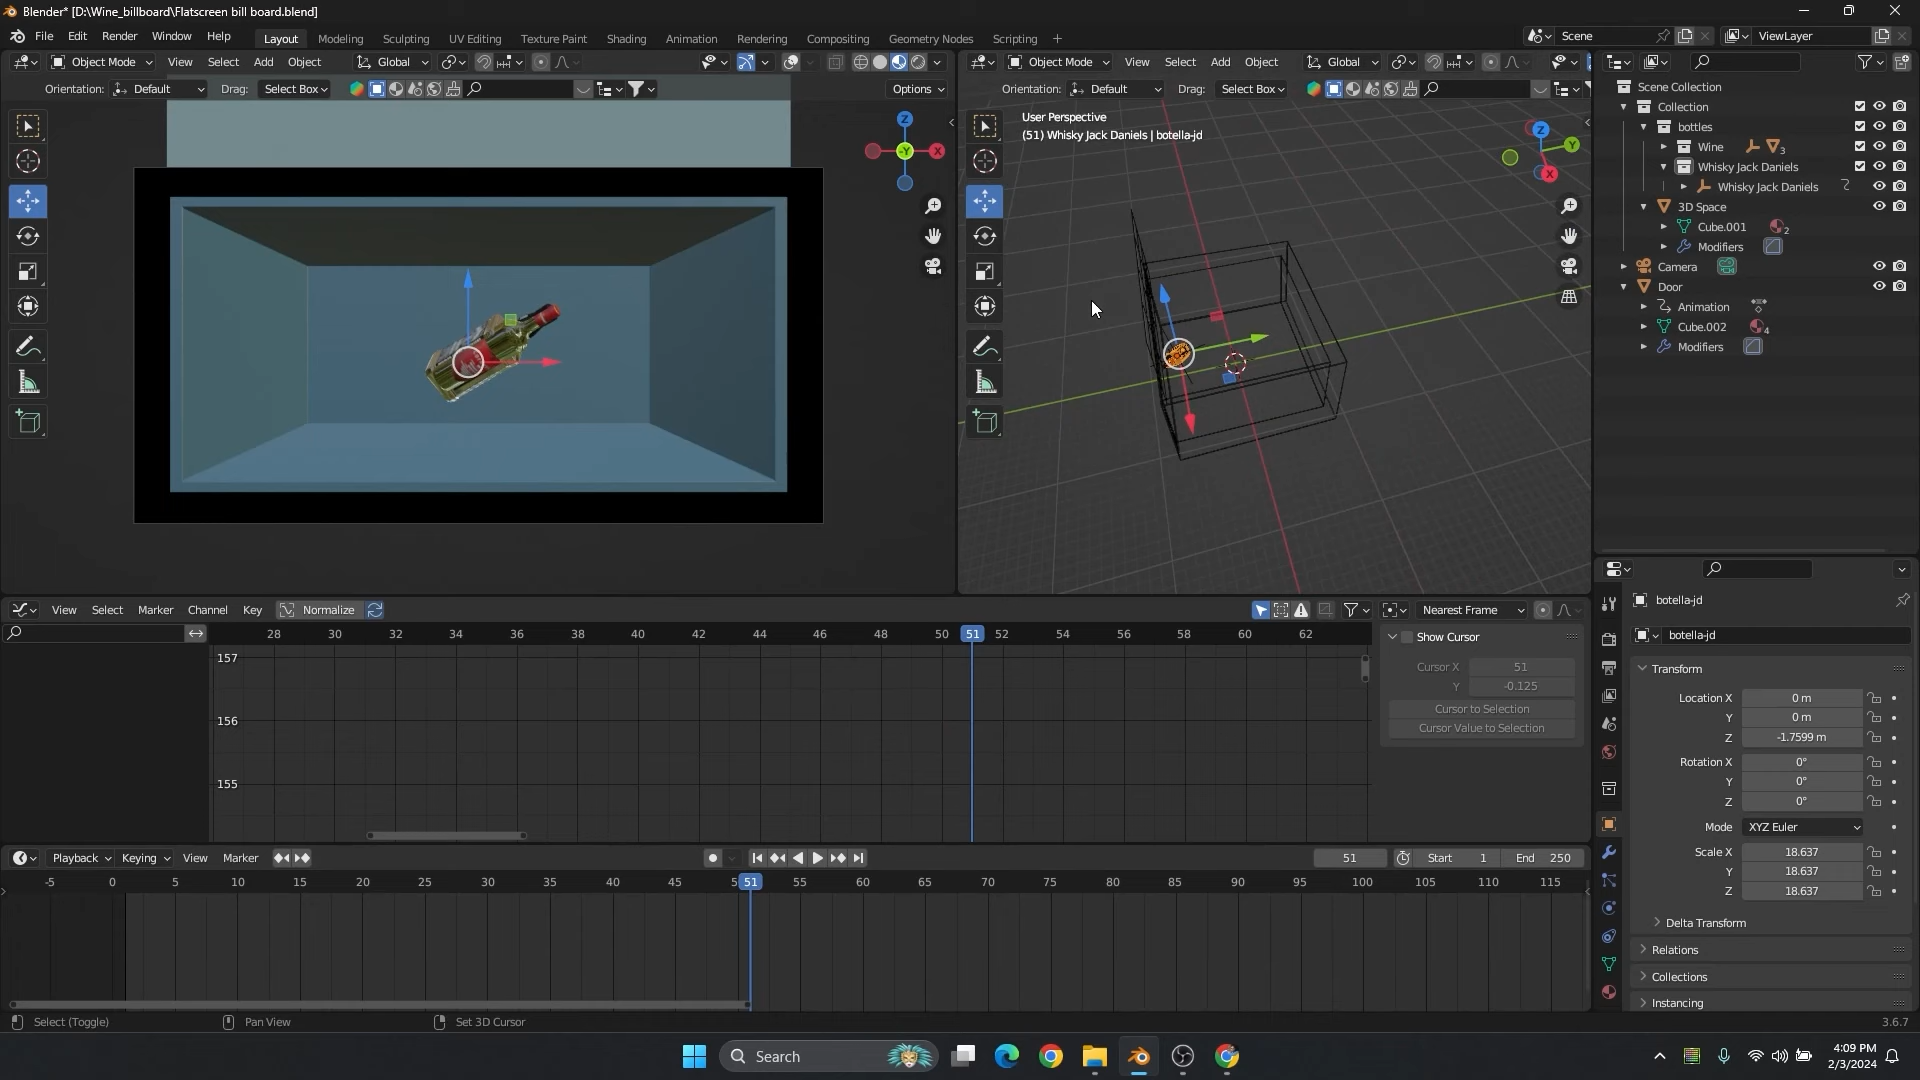 Blender* [D:\Wine_billboard\Flatscreen bill board.blend]
File Edit Render Window Help Layout Modeling Sculpting UV Editing Texture Paint Shading Animation Rendering Compositing Geometry Nodes Scripting + Scene ViewLayer
Object Mode View Select Add Object Global Object Mode View Select Add Object Global
Orientation: Default Drag: Select Box Options Orientation: Default Drag: Select Box
User Perspective
(51) Whisky Jack Daniels | botella-jd
Z
-Y X
Z
Y
X
Scene Collection
Collection
bottles
Wine 3
Whisky Jack Daniels
Whisky Jack Daniels
3D Space
Cube.001 2
Modifiers
Camera
Door
Animation
Cube.002 4
Modifiers
botella-jd
botella-jd
Transform
Location X 0 m
Y 0 m
Z -1.7599 m
Rotation X 0°
Y 0°
Z 0°
Mode XYZ Euler
Scale X 18.637
Y 18.637
Z 18.637
Delta Transform
Relations
Collections
Instancing
View Select Marker Channel Key Normalize Nearest Frame
28 30 32 34 36 38 40 42 44 46 48 50 51 52 54 56 58 60 62
157
156
155
Show Cursor
Cursor X 51
Y -0.125
Cursor to Selection
Cursor Value to Selection
Playback Keying View Marker 51 Start 1 End 250
-5 0 5 10 15 20 25 30 35 40 45 5 51 55 60 65 70 75 80 85 90 95 100 105 110 115
Select (Toggle) Pan View Set 3D Cursor 3.6.7
Search
4:09 PM
2/3/2024